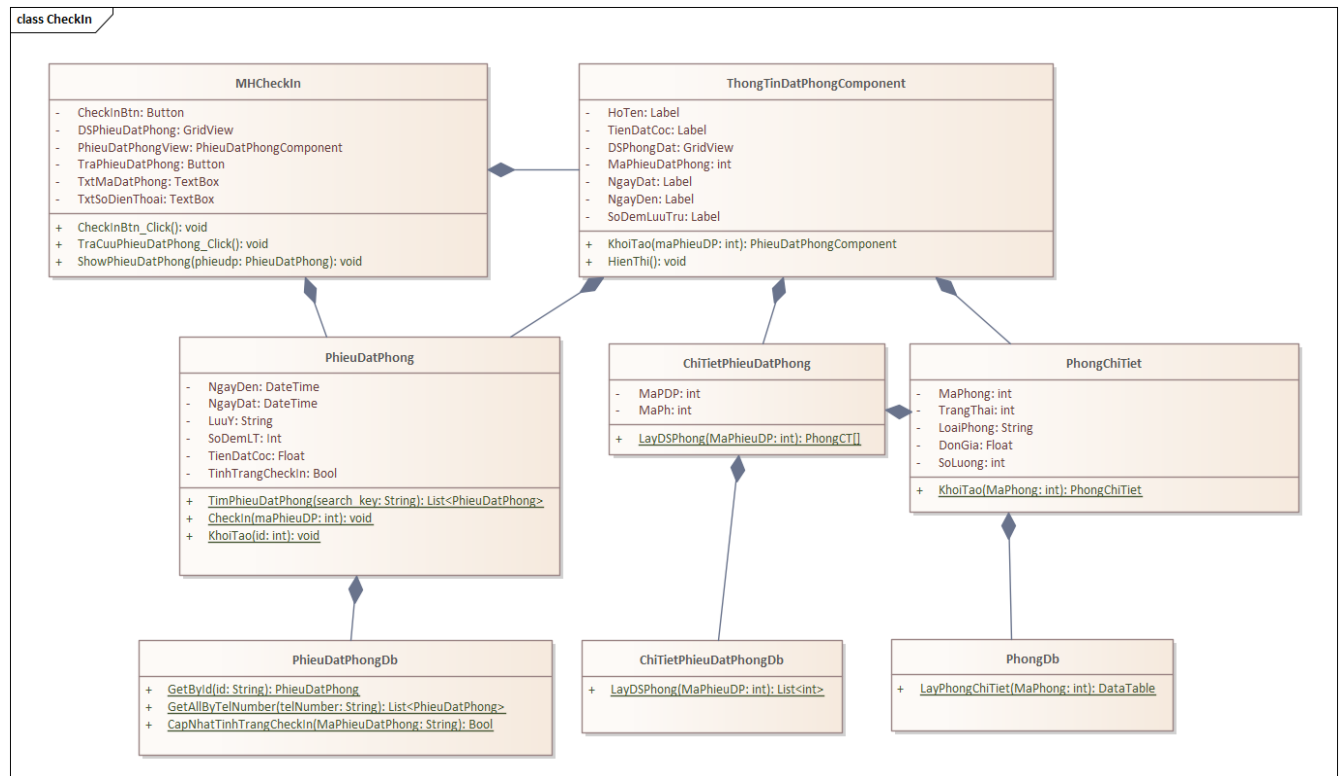 class CheckIn
MHCheckIn
- CheckInBtn: Button
- DSPhieuDatPhong: GridView
- PhieuDatPhongView: PhieuDatPhongComponent
- TraPhieuDatPhong: Button
- TxtMaDatPhong: TextBox
- TxtSoDienThoai: TextBox
+ CheckInBtn_Click(): void
+ TraCuuPhieuDatPhong_Click(): void
+ ShowPhieuDatPhong(phieudp: PhieuDatPhong): void
ThongTinDatPhongComponent
- HoTen: Label
- TienDatCoc: Label
- DSPhongDat: GridView
- MaPhieuDatPhong: int
- NgayDat: Label
- NgayDen: Label
- SoDemLuuTru: Label
+ KhoiTao(maPhieuDP: int): PhieuDatPhongComponent
+ HienThi(): void
PhieuDatPhong
- NgayDen: DateTime
- NgayDat: DateTime
- LuuY: String
- SoDemLT: Int
- TienDatCoc: Float
- TinhTrangCheckIn: Bool
+ TimPhieuDatPhong(search_key: String): List<PhieuDatPhong>
+ CheckIn(maPhieuDP: int): void
+ KhoiTao(id: int): void
ChiTietPhieuDatPhong
- MaPDP: int
- MaPh: int
+ LayDSPhong(MaPhieuDP: int): PhongCT[]
PhongChiTiet
- MaPhong: int
- TrangThai: int
- LoaiPhong: String
- DonGia: Float
- SoLuong: int
+ KhoiTao(MaPhong: int): PhongChiTiet
PhieuDatPhongDb
+ GetById(id: String): PhieuDatPhong
+ GetAllByTelNumber(telNumber: String): List<PhieuDatPhong>
+ CapNhatTinhTrangCheckIn(MaPhieuDatPhong: String): Bool
ChiTietPhieuDatPhongDb
+ LayDSPhong(MaPhieuDP: int): List<int>
PhongDb
+ LayPhongChiTiet(MaPhong: int): DataTable